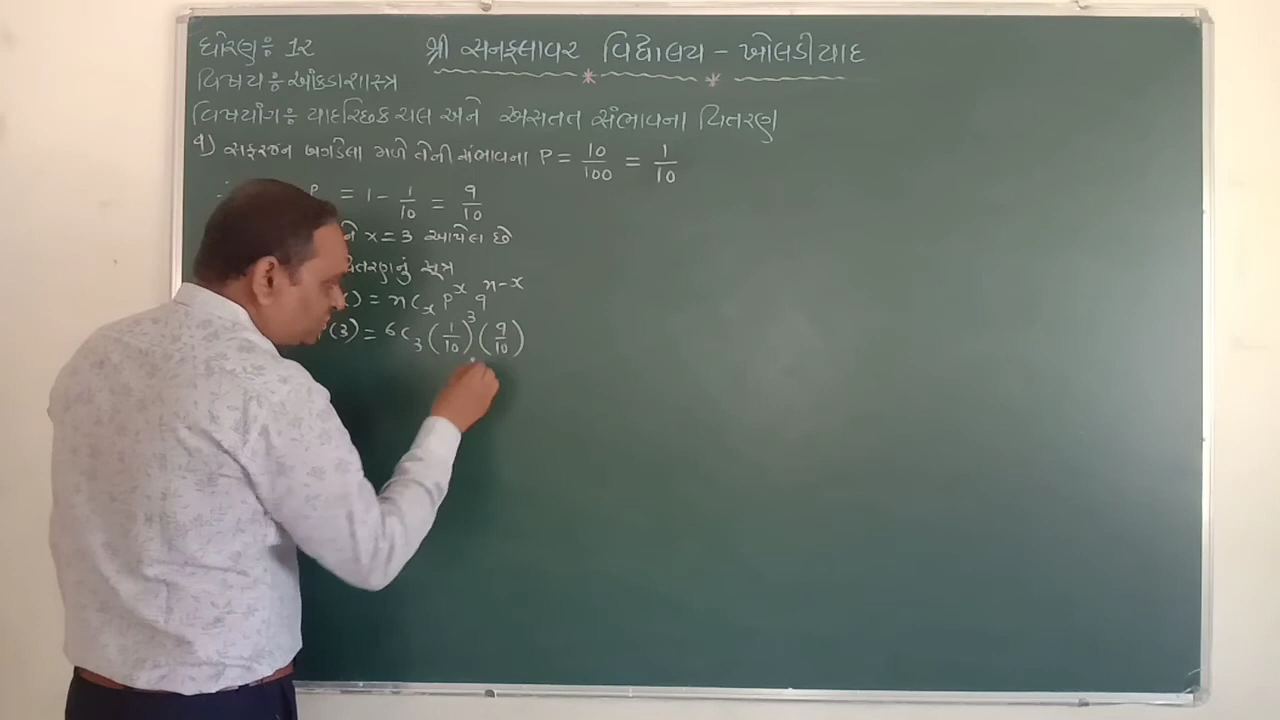 ધોરણ ઃ 12 શ્રી સનફ્લાવર વિદ્યાલય - ખોલડીયાદ
વિષય ઃ આંકડાશાસ્ત્ર
વિષયાંગ ઃ યાદચ્છિક ચલ અને અસતત સંભાવના વિતરણ
9) સફરજન બગડેલા મળે તેની સંભાવના P = 10/100 = 1/10
P = 1 - 1/10 = 9/10
x = 3 આપેલ છે
સૂત્ર
= nCx p^x q^(n-x)
(3) = 6C3 (1/10)^3 (9/10)